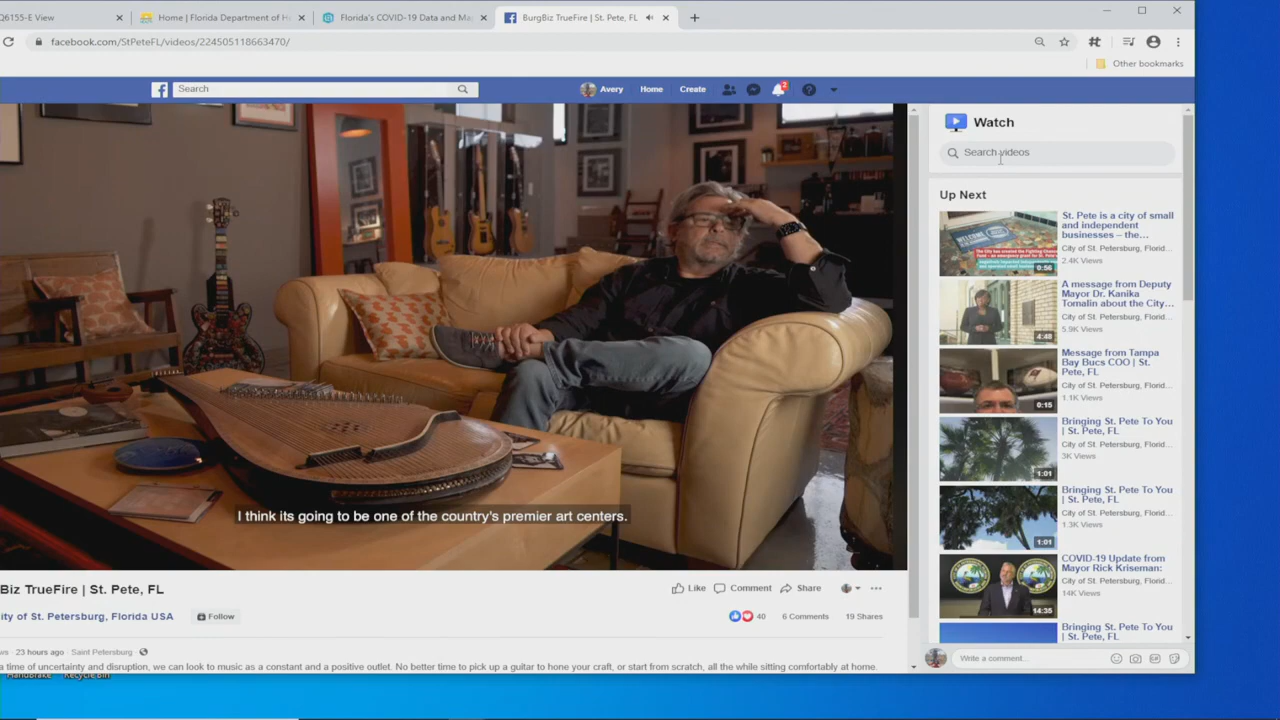 Q6155-E View
Home | Florida Department of H
Florida's COVID-19 Data and Ma
BurgBiz TrueFire | St. Pete, FL
facebook.com/StPeteFL/videos/224505118663470/
Other bookmarks
Search
Avery
Home
Create
2
I think its going to be one of the country's premier art centers.
Biz TrueFire | St. Pete, FL
Like
Comment
Share
ity of St. Petersburg, Florida USA
Follow
40
6 Comments
19 Shares
23 hours ago
Saint Petersburg
a time of uncertainty and disruption, we can look to music as a constant and a positive outlet. No better time to pick up a guitar to hone your craft, or start from scratch, all the while sitting comfortably at home.
HandBrake
Recycle Bin
Watch
Search videos
Up Next
St. Pete is a city of small
and independent
businesses – the...
City of St. Petersburg, Florid...
2.4K Views
0:56
A message from Deputy
Mayor Dr. Kanika
Tomalin about the City...
5.9K Views
4:48
Message from Tampa
Bay Bucs COO | St.
Pete, FL
City of St. Petersburg, Florid...
1.1K Views
0:15
Bringing St. Pete To You
| St. Pete, FL
City of St. Petersburg, Florid...
3K Views
1:01
Bringing St. Pete To You
| St. Pete, FL
City of St. Petersburg, Florid...
1.3K Views
1:01
COVID-19 Update from
Mayor Rick Kriseman:
City of St. Petersburg, Florid...
14K Views
14:35
Bringing St. Pete To You
| St. Pete, FL
Write a comment...